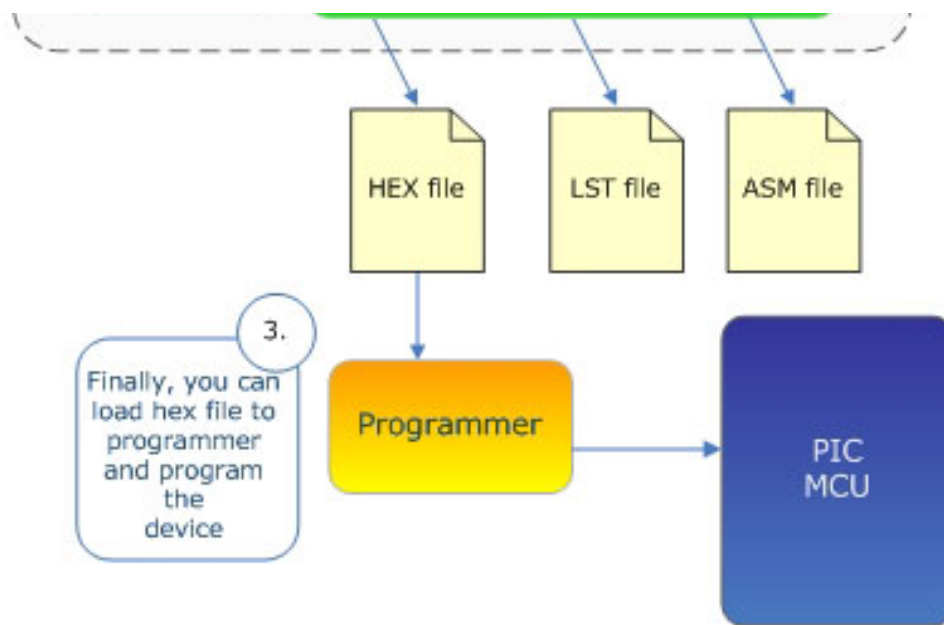 HEX file
LST file
ASM file
3.
Finally, you can
load hex file to
programmer
and program
the
device
Programmer
PIC
MCU